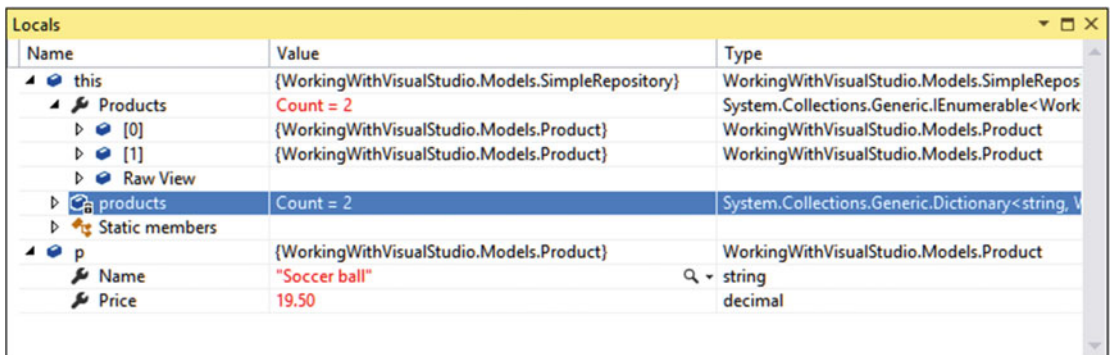 Locals
Name Value Type
this {WorkingWithVisualStudio.Models.SimpleRepository} WorkingWithVisualStudio.Models.SimpleRepos
Products Count = 2 System.Collections.Generic.IEnumerable<Work
[0] {WorkingWithVisualStudio.Models.Product} WorkingWithVisualStudio.Models.Product
[1] {WorkingWithVisualStudio.Models.Product} WorkingWithVisualStudio.Models.Product
Raw View
products Count = 2 System.Collections.Generic.Dictionary<string, W
Static members
p {WorkingWithVisualStudio.Models.Product} WorkingWithVisualStudio.Models.Product
Name "Soccer ball" string
Price 19.50 decimal